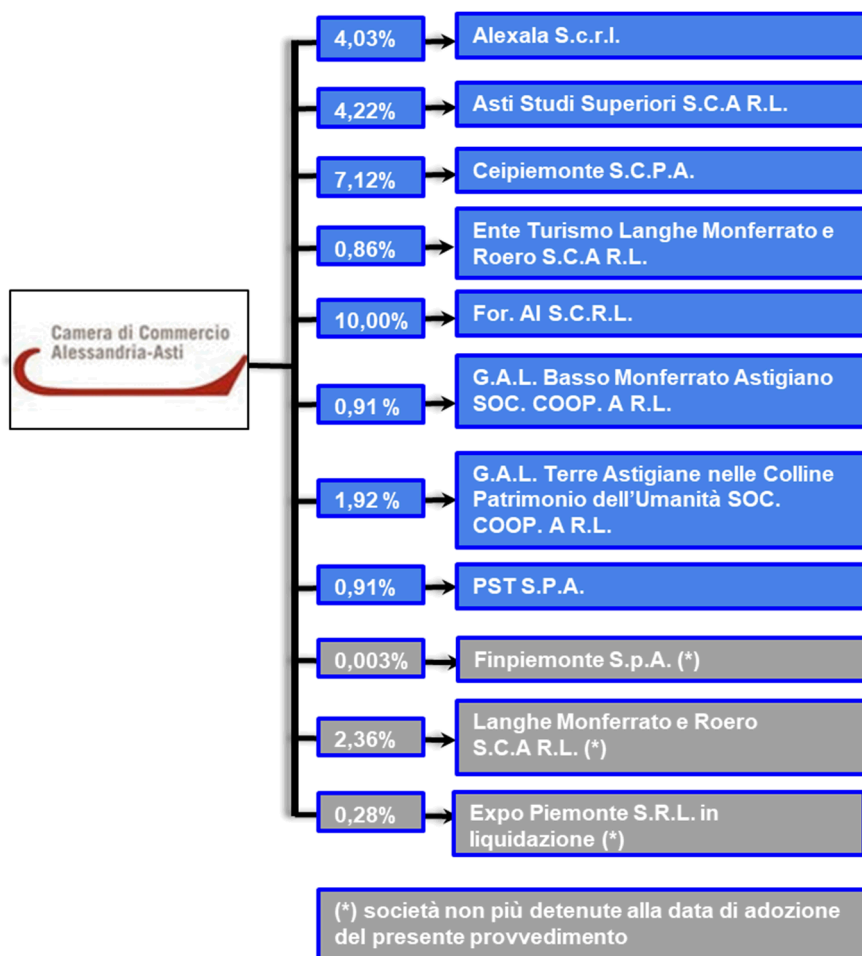 4,03%
Alexala S.c.r.l.
4,22%
Asti Studi Superiori S.C.A R.L.
7,12%
Ceipiemonte S.C.P.A.
0,86%
Ente Turismo Langhe Monferrato e
Roero S.C.A R.L.
10,00%
For. Al S.C.R.L.
Camera di Commercio
Alessandria-Asti
0,91 %
G.A.L. Basso Monferrato Astigiano
SOC. COOP. A R.L.
1,92 %
G.A.L. Terre Astigiane nelle Colline
Patrimonio dell’Umanità SOC.
COOP. A R.L.
0,91%
PST S.P.A.
0,003%
Finpiemonte S.p.A. (*)
2,36%
Langhe Monferrato e Roero
S.C.A R.L. (*)
0,28%
Expo Piemonte S.R.L. in
liquidazione (*)
(*) società non più detenute alla data di adozione
del presente provvedimento